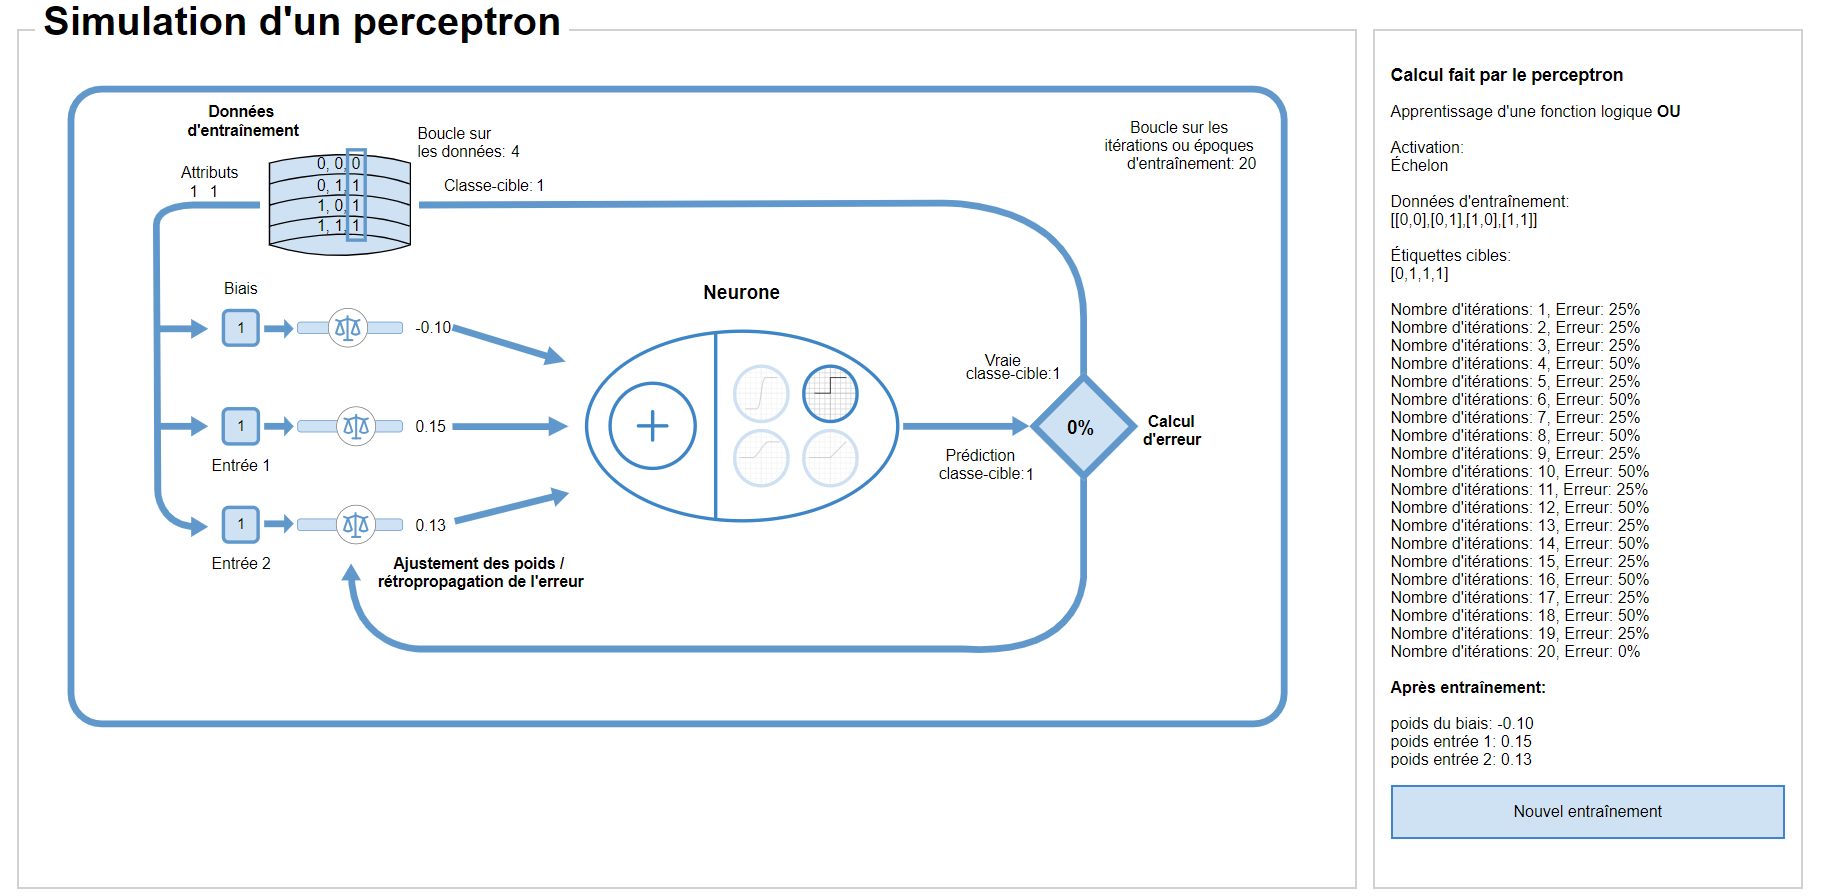 Simulation d'un perceptron
Données
d'entraînement
Boucle sur
les données: 4
Attributs
1 1
Classe-cible: 1
0, 0, 0
0, 1, 1
1, 0, 1
1, 1, 1
Boucle sur les
itérations ou époques
d'entraînement: 20
Biais
1
-0.10
1
0.15
Entrée 1
1
0.13
Entrée 2
Ajustement des poids /
rétropropagation de l'erreur
Neurone
Vraie
classe-cible:1
0%
Calcul
d'erreur
Prédiction
classe-cible:1
Calcul fait par le perceptron
Apprentissage d'une fonction logique OU
Activation:
Échelon
Données d'entraînement:
[[0,0],[0,1],[1,0],[1,1]]
Étiquettes cibles:
[0,1,1,1]
Nombre d'itérations: 1, Erreur: 25%
Nombre d'itérations: 2, Erreur: 25%
Nombre d'itérations: 3, Erreur: 25%
Nombre d'itérations: 4, Erreur: 50%
Nombre d'itérations: 5, Erreur: 25%
Nombre d'itérations: 6, Erreur: 50%
Nombre d'itérations: 7, Erreur: 25%
Nombre d'itérations: 8, Erreur: 50%
Nombre d'itérations: 9, Erreur: 25%
Nombre d'itérations: 10, Erreur: 50%
Nombre d'itérations: 11, Erreur: 25%
Nombre d'itérations: 12, Erreur: 50%
Nombre d'itérations: 13, Erreur: 25%
Nombre d'itérations: 14, Erreur: 50%
Nombre d'itérations: 15, Erreur: 25%
Nombre d'itérations: 16, Erreur: 50%
Nombre d'itérations: 17, Erreur: 25%
Nombre d'itérations: 18, Erreur: 50%
Nombre d'itérations: 19, Erreur: 25%
Nombre d'itérations: 20, Erreur: 0%
Après entraînement:
poids du biais: -0.10
poids entrée 1: 0.15
poids entrée 2: 0.13
Nouvel entraînement